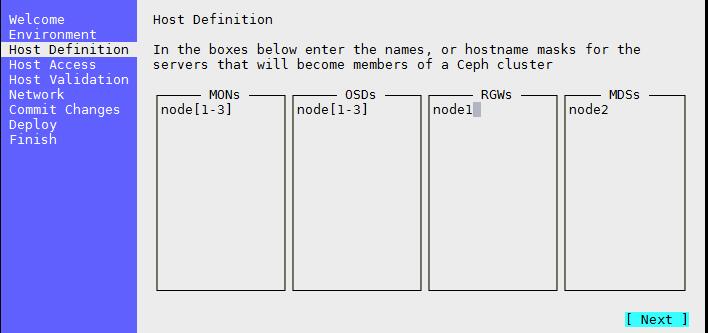 Welcome
Environment
Host Definition
Host Access
Host Validation
Network
Commit Changes
Deploy
Finish
Host Definition
In the boxes below enter the names, or hostname masks for the
servers that will become members of a Ceph cluster
MONs OSDs RGWs MDSs
node[1-3] node[1-3] node1 node2
[ Next ]